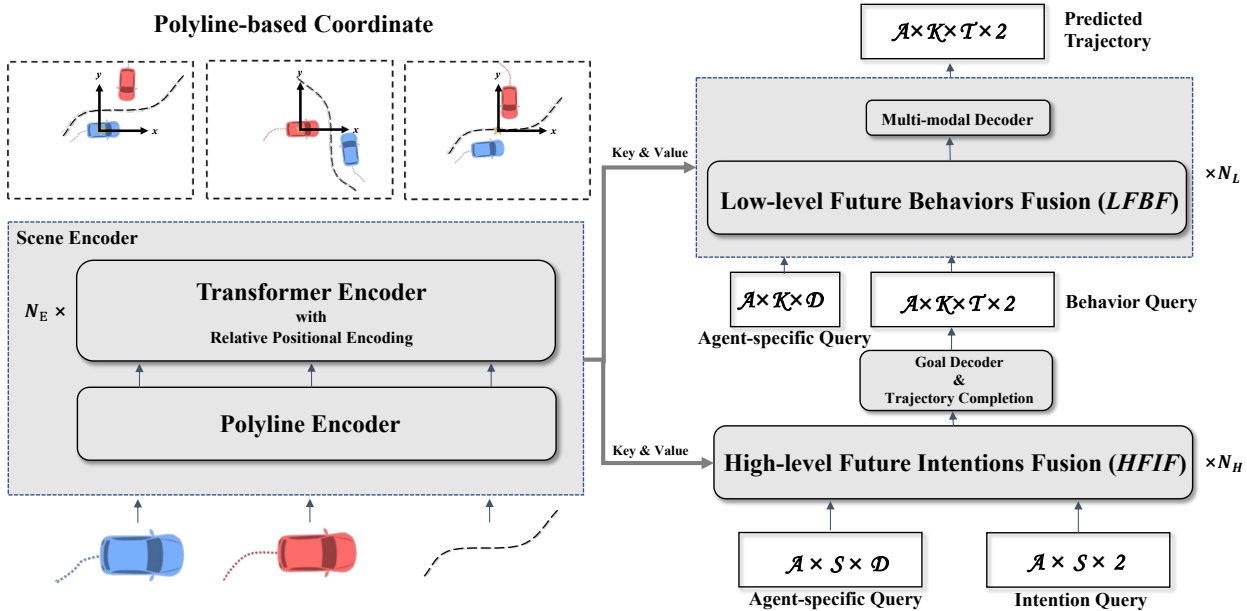 Polyline-based Coordinate
y
x
y
x
y
x
Scene Encoder
N_E ×
Transformer Encoder
with
Relative Positional Encoding
Polyline Encoder
Key & Value
Key & Value
A×K×T×2
Predicted
Trajectory
Multi-modal Decoder
Low-level Future Behaviors Fusion (LFBF)
×N_L
A×K×D
Agent-specific Query
A×K×T×2
Behavior Query
Goal Decoder
&
Trajectory Completion
High-level Future Intentions Fusion (HFIF)
×N_H
A × S × D
Agent-specific Query
A × S × 2
Intention Query